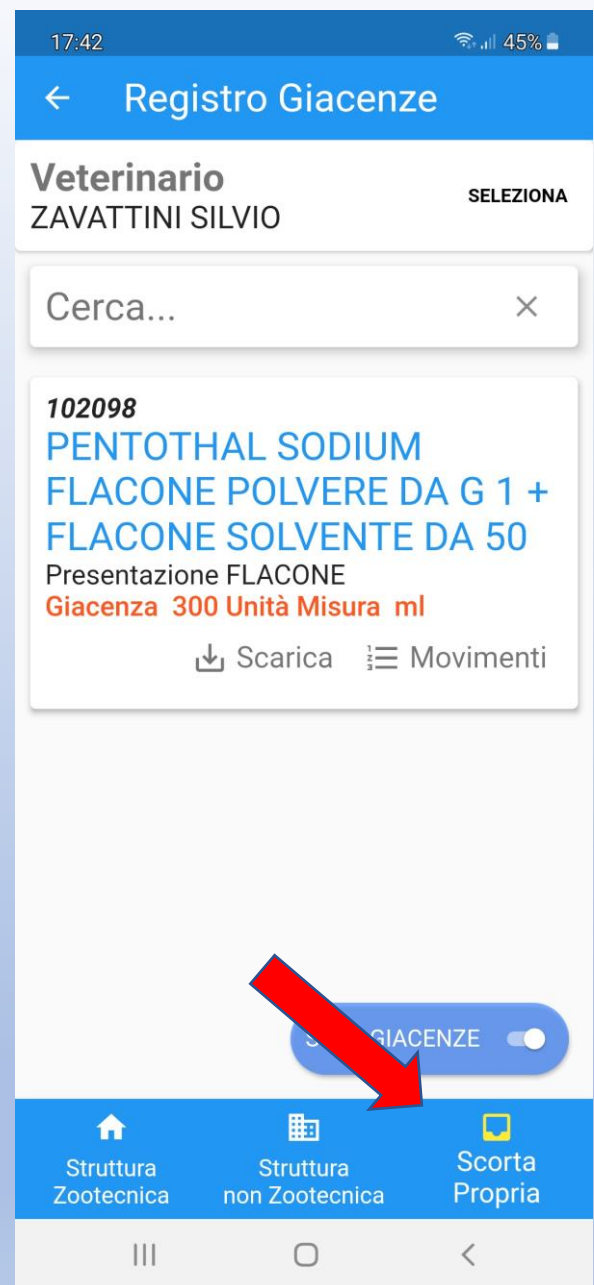 17:42 45%
Registro Giacenze
Veterinario
ZAVATTINI SILVIO
SELEZIONA
Cerca...
102098
PENTOTHAL SODIUM
FLACONE POLVERE DA G 1 +
FLACONE SOLVENTE DA 50
Presentazione FLACONE
Giacenza 300 Unità Misura ml
Scarica Movimenti
GIACENZE
Struttura
Zootecnica
Struttura
non Zootecnica
Scorta
Propria